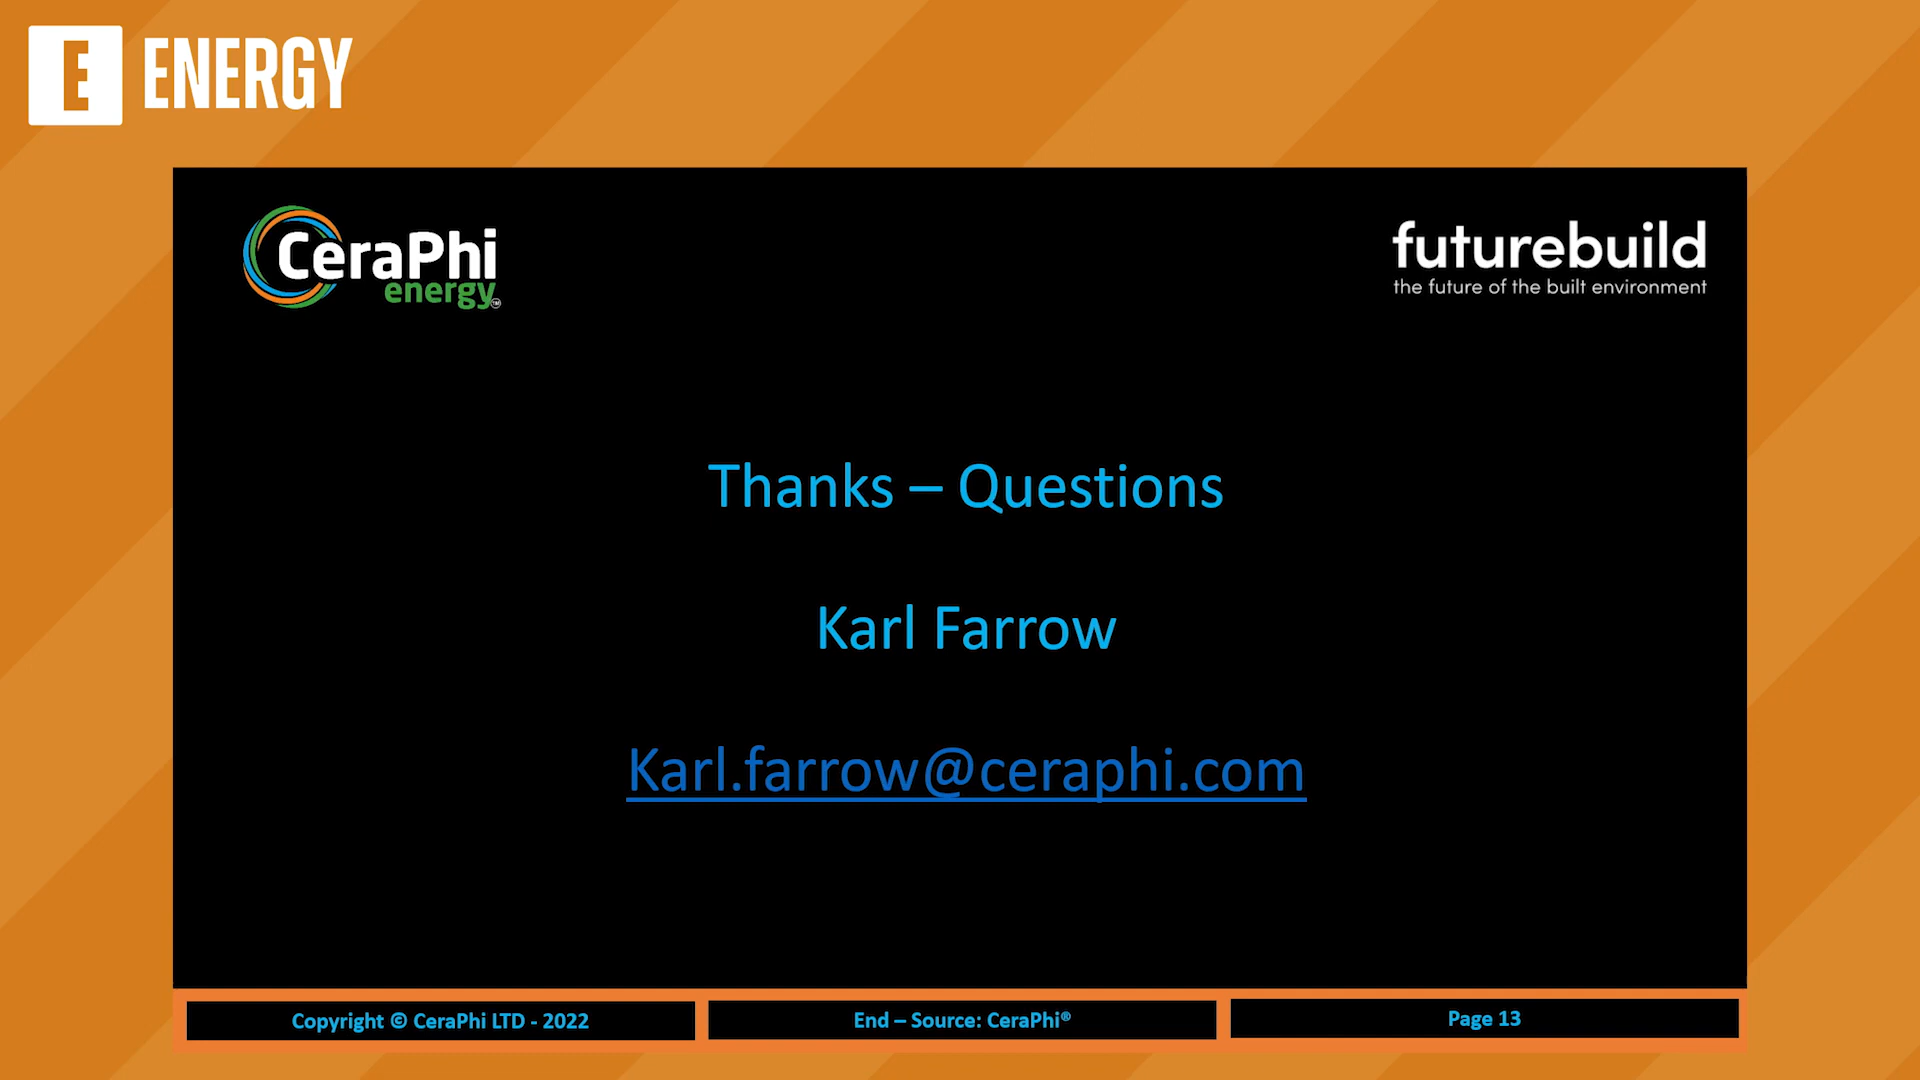 E ENERGY
CeraPhi
energy™
futurebuild
the future of the built environment
Thanks – Questions
Karl Farrow
Karl.farrow@ceraphi.com
Copyright © CeraPhi LTD - 2022
End – Source: CeraPhi®
Page 13